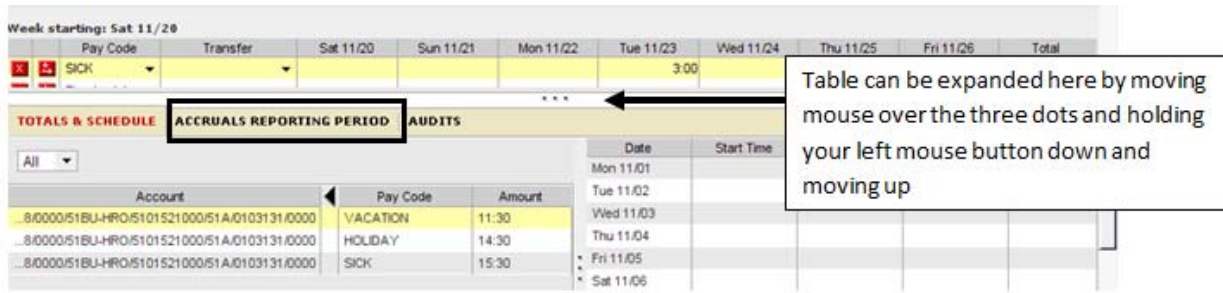 Week starting: Sat 11/20
Pay Code Transfer Sat 11/20 Sun 11/21 Mon 11/22 Tue 11/23 Wed 11/24 Thu 11/25 Fri 11/26 Total
SICK 3:00
Table can be expanded here by moving
mouse over the three dots and holding
your left mouse button down and
moving up
TOTALS & SCHEDULE ACCRUALS REPORTING PERIOD AUDITS
All
Account Pay Code Amount
...8/0000/51BU-HRO/5101521000/51A/0103131/0000 VACATION 11:30
...8/0000/51BU-HRO/5101521000/51A/0103131/0000 HOLIDAY 14:30
...8/0000/51BU-HRO/5101521000/51A/0103131/0000 SICK 15:30
Date Start Time
Mon 11/01
Tue 11/02
Wed 11/03
Thu 11/04
Fri 11/05
Sat 11/06